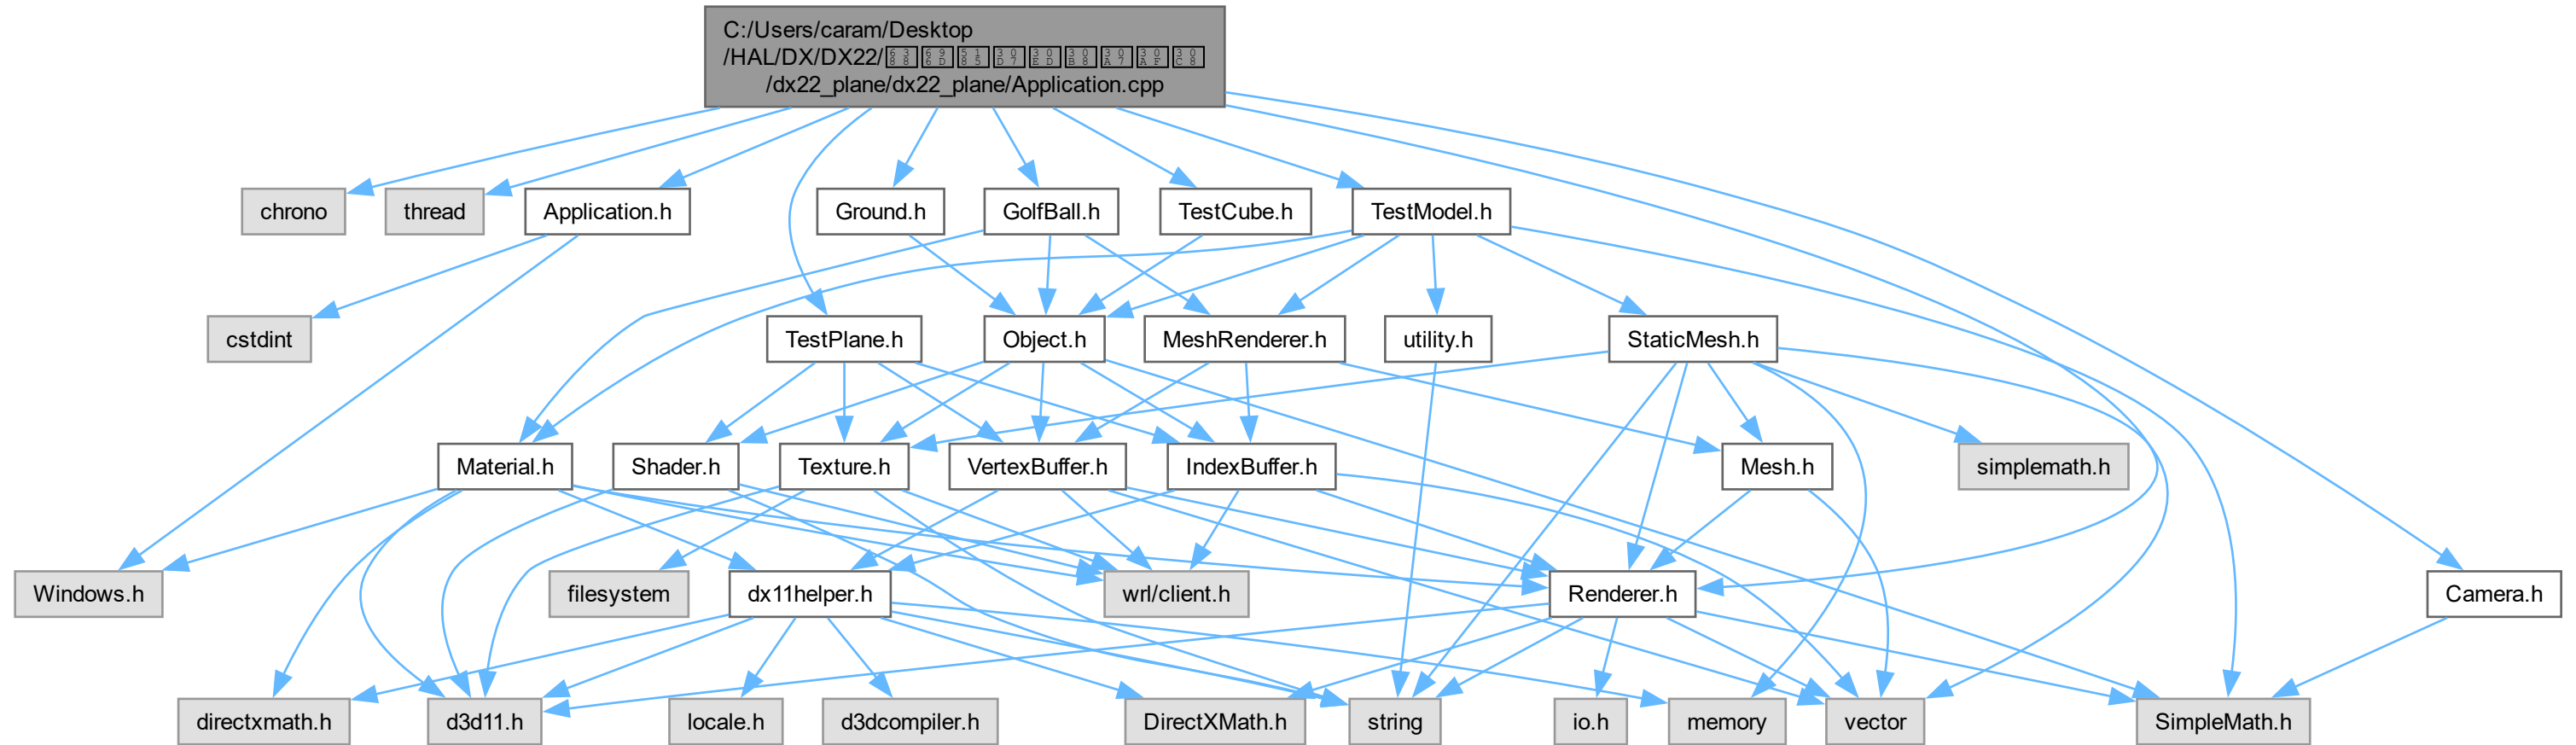 C:/Users/caram/Desktop
/HAL/DX/DX22/
/dx22_plane/dx22_plane/Application.cpp
chrono
thread
Application.h
Ground.h
GolfBall.h
TestCube.h
TestModel.h
cstdint
TestPlane.h
Object.h
MeshRenderer.h
utility.h
StaticMesh.h
Material.h
Shader.h
Texture.h
VertexBuffer.h
IndexBuffer.h
Mesh.h
simplemath.h
Windows.h
filesystem
dx11helper.h
wrl/client.h
Renderer.h
Camera.h
directxmath.h
d3d11.h
locale.h
d3dcompiler.h
DirectXMath.h
string
io.h
memory
vector
SimpleMath.h